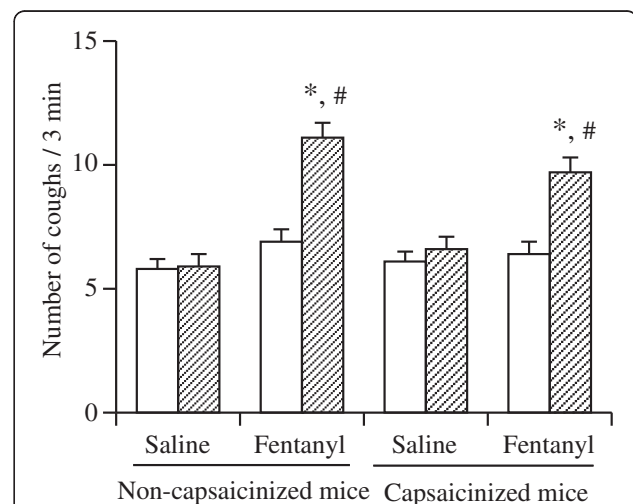 Number of coughs / 3 min
15
10
5
0
*, #
*, #
Saline Fentanyl Saline Fentanyl
Non-capsaicinized mice Capsaicinized mice